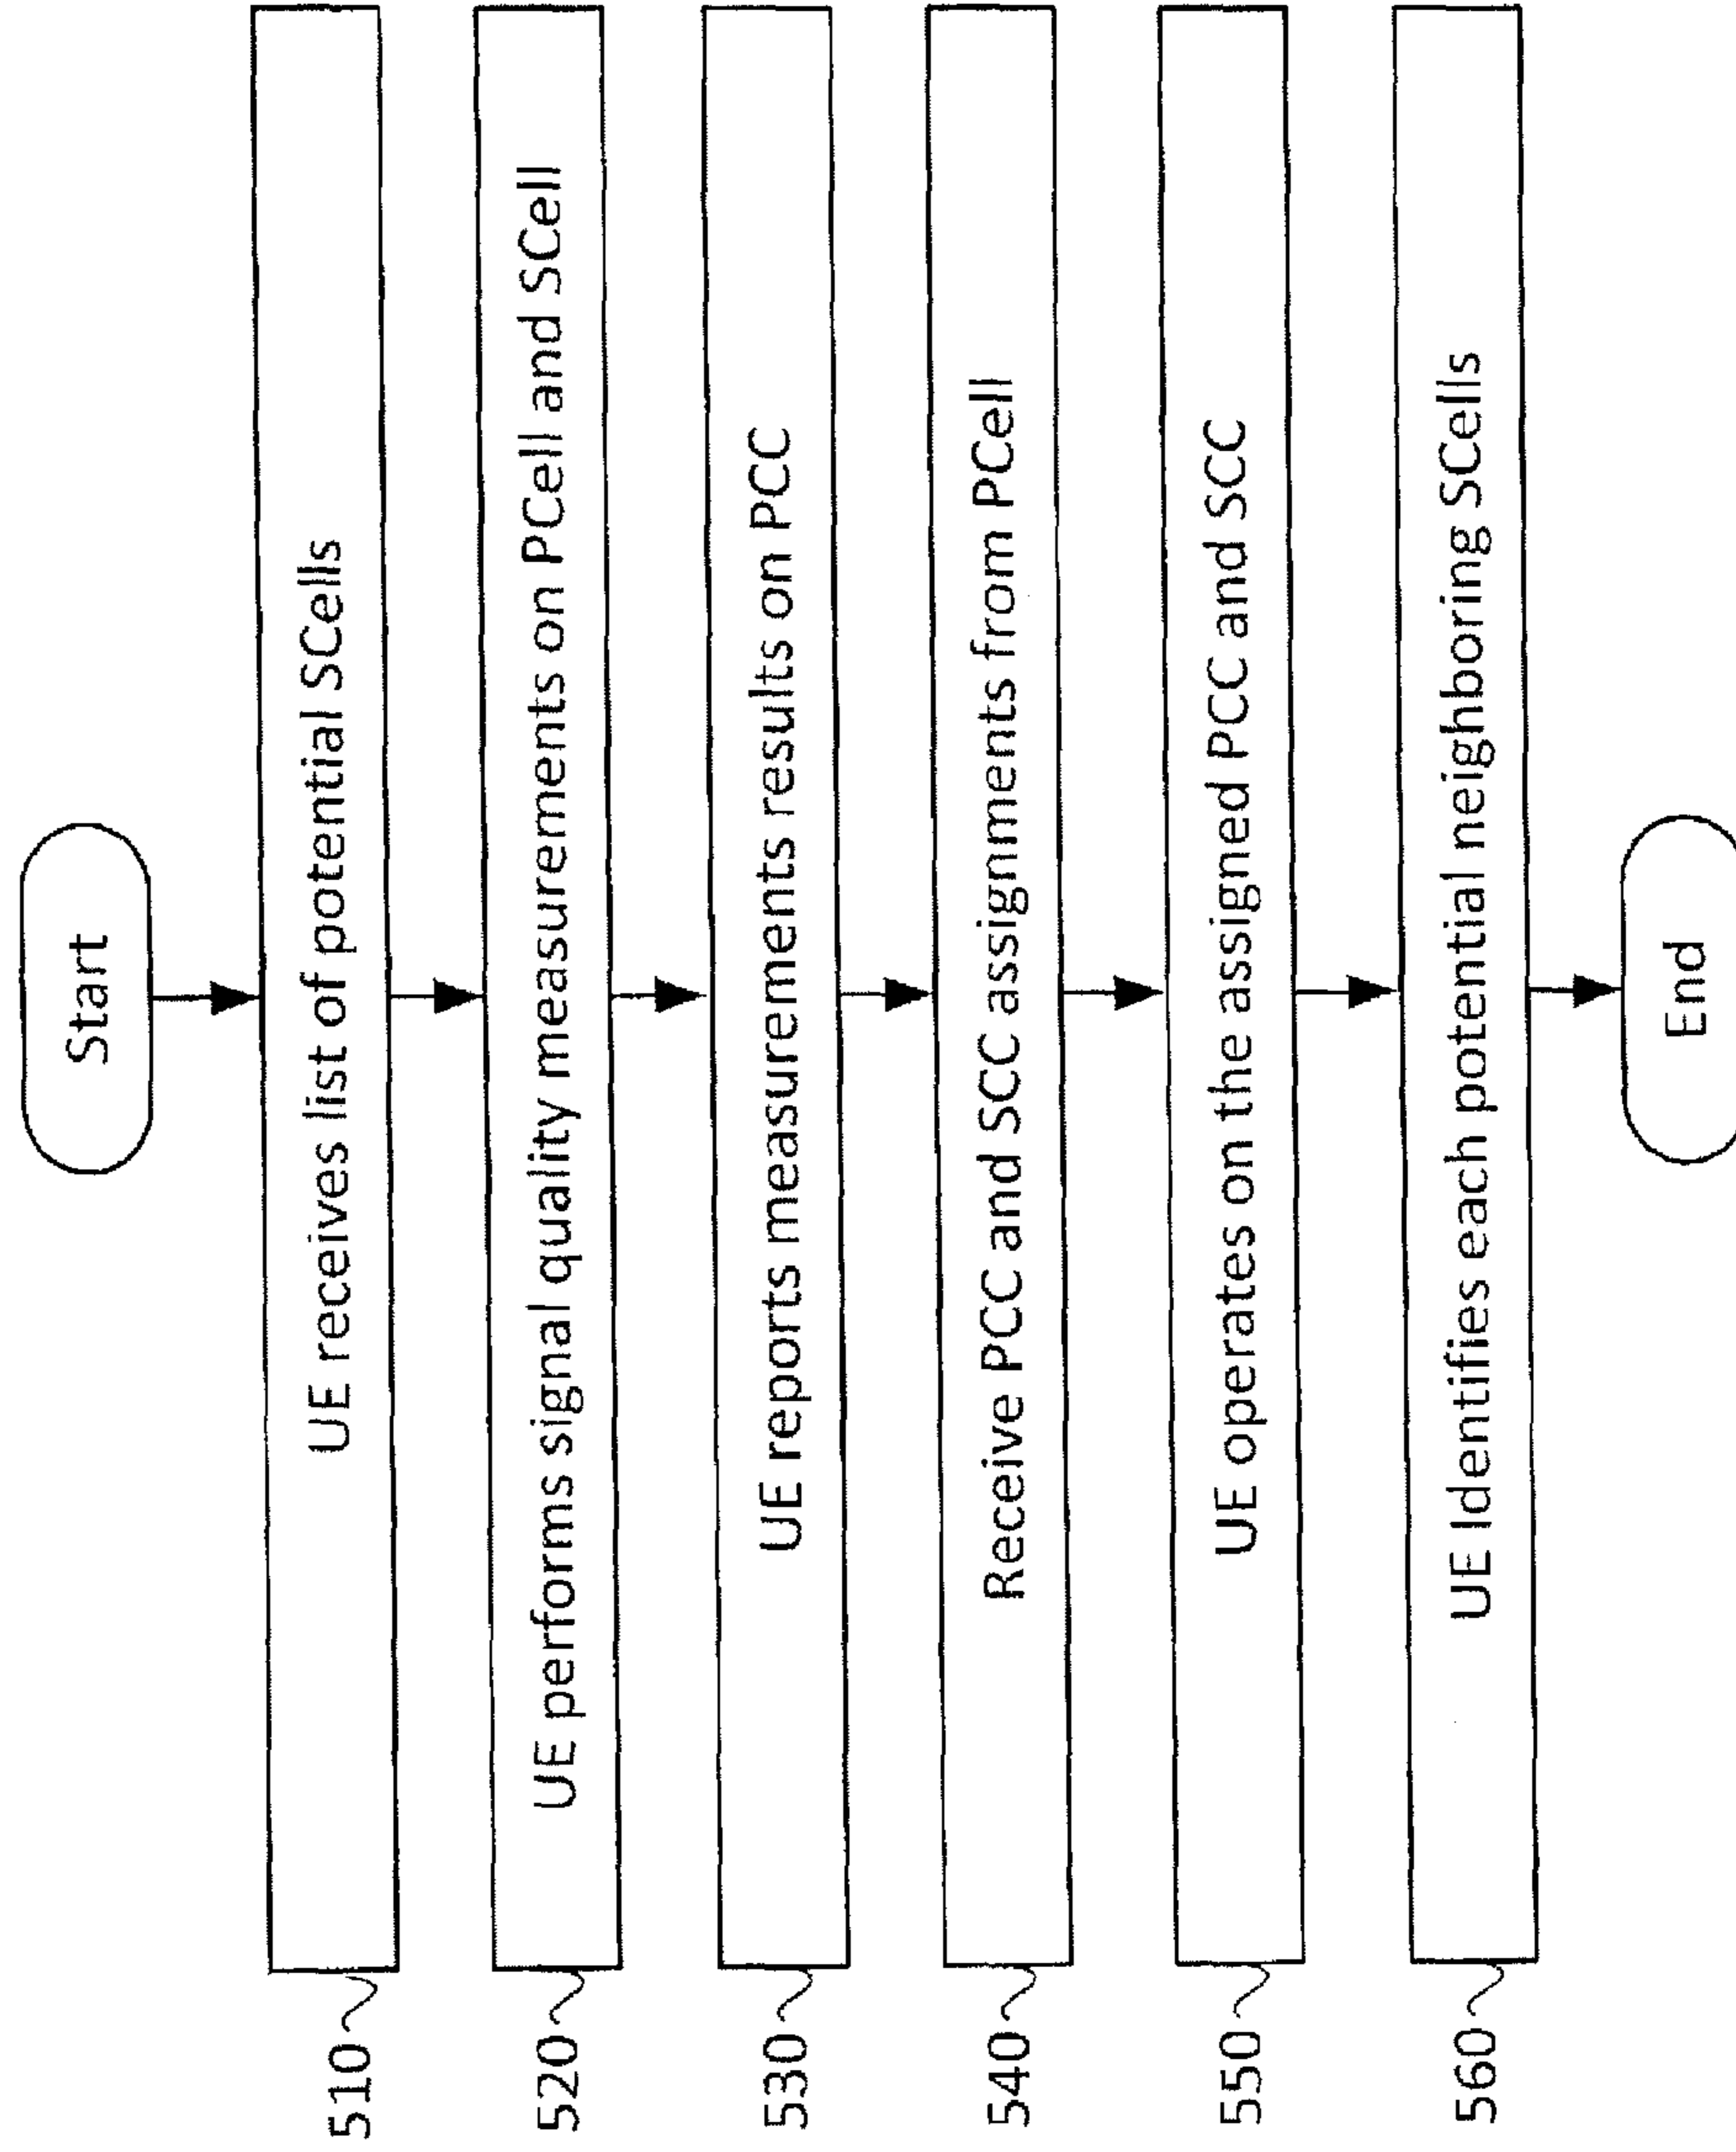 Start
510
UE receives list of potential SCells
520
UE performs signal quality measurements on PCell and SCell
530
UE reports measurements results on PCC
540
Receive PCC and SCC assignments from PCell
550
UE operates on the assigned PCC and SCC
560
UE Identifies each potential neighboring SCells
End